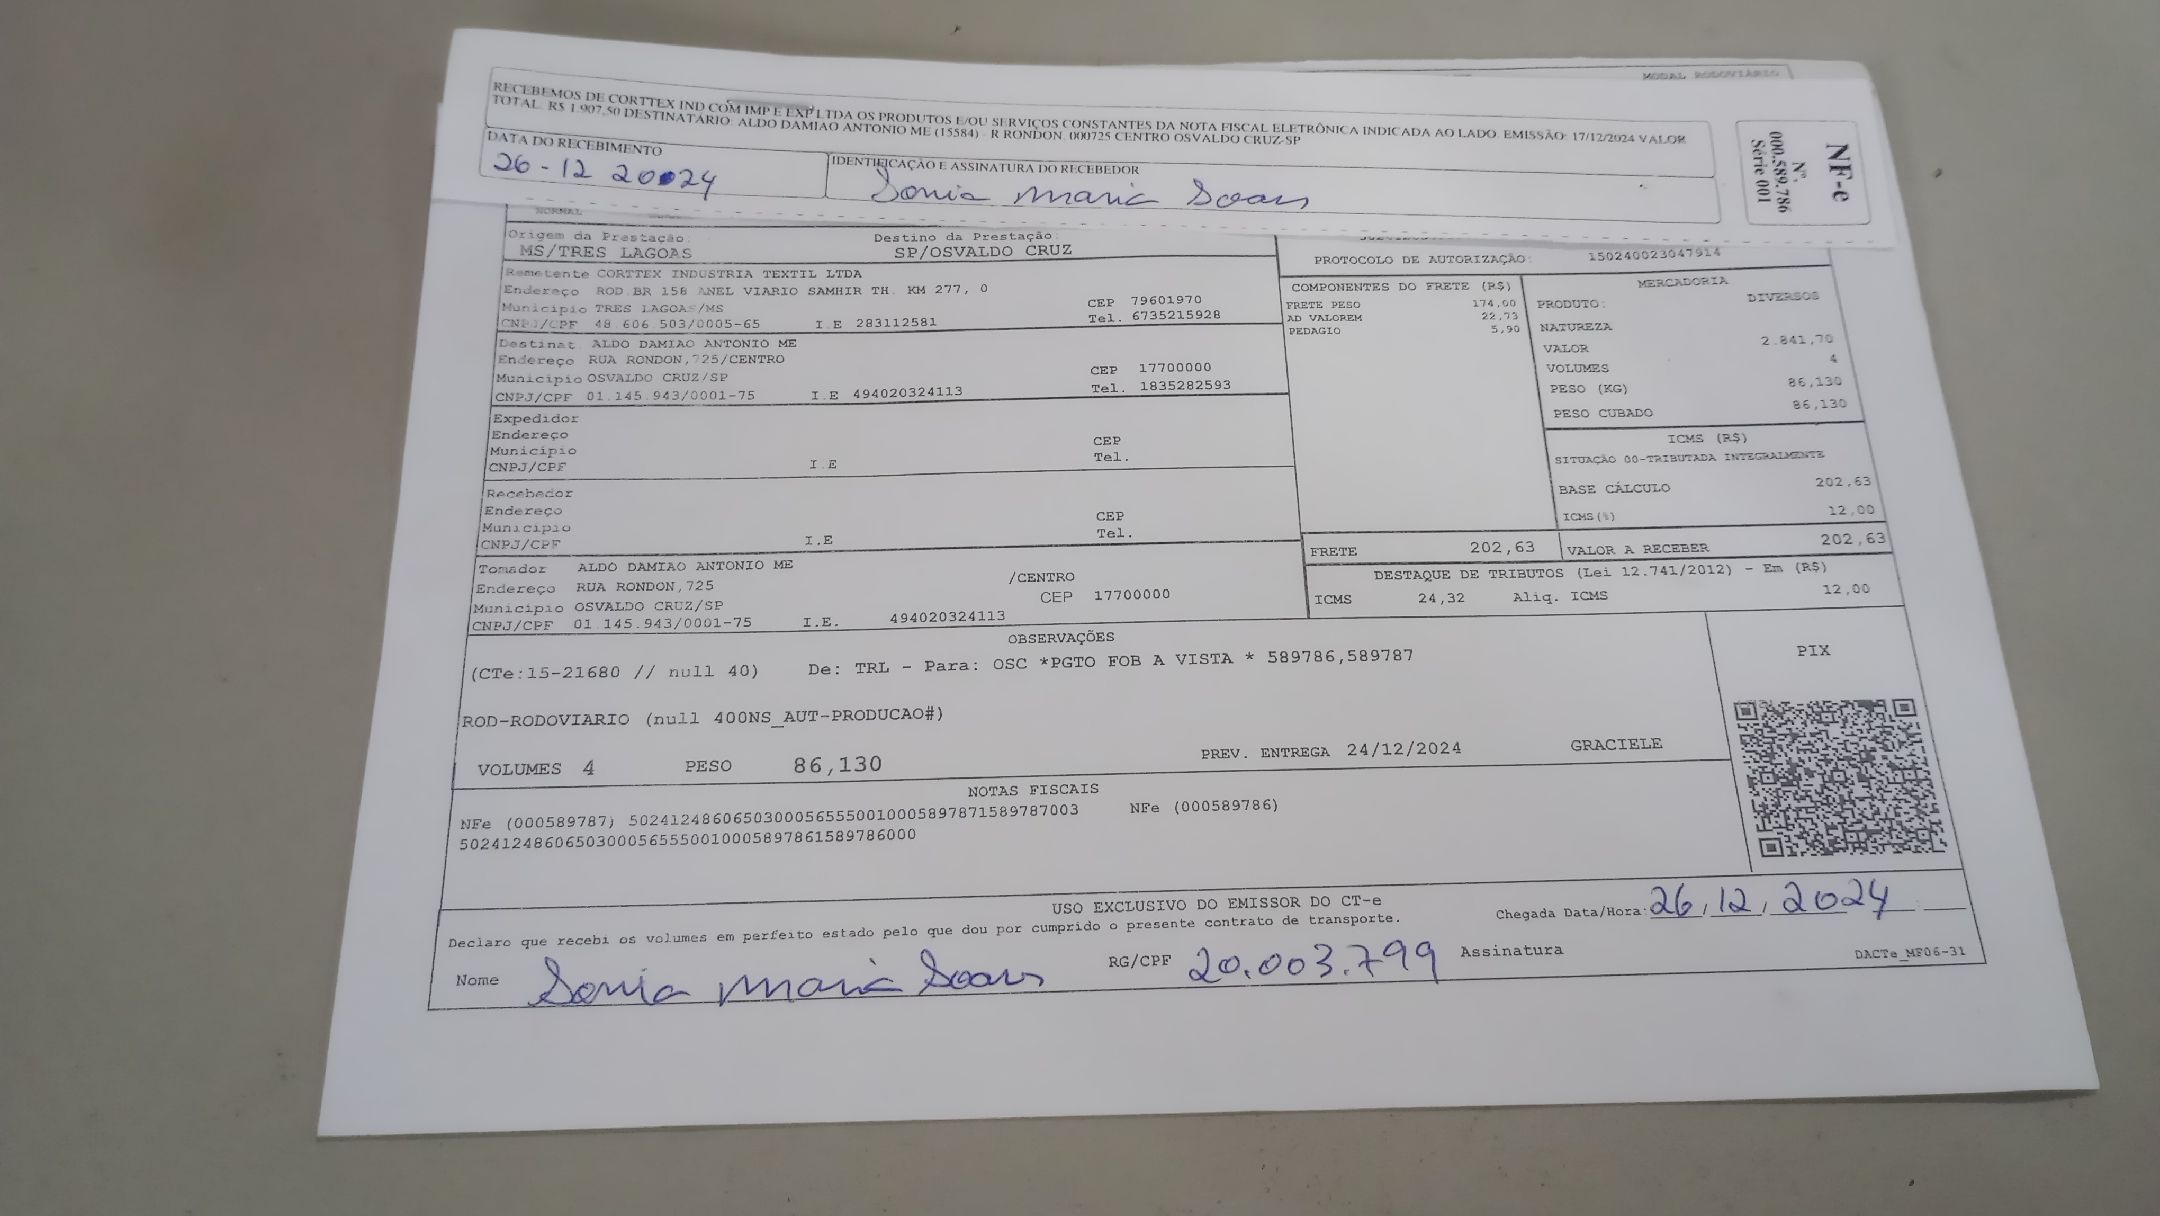 MODAL RODOVIÁRIO
RECEBEMOS DE CORTTEX IND COM IMP E EXP LTDA OS PRODUTOS E/OU SERVIÇOS CONSTANTES DA NOTA FISCAL ELETRÔNICA INDICADA AO LADO. EMISSÃO: 17/12/2024 VALOR
TOTAL: R$ 1.907,50 DESTINATÁRIO: ALDO DAMIAO ANTONIO ME (15584) - R RONDON, 000725 CENTRO OSVALDO CRUZ-SP
DATA DO RECEBIMENTO
26-12 2024
IDENTIFICAÇÃO E ASSINATURA DO RECEBEDOR
Sonia Maria Soares
NF-e
Nº.
000.589.786
Série 001
NORMAL
Origem da Prestação:
MS/TRES LAGOAS
Destino da Prestação:
SP/OSVALDO CRUZ
PROTOCOLO DE AUTORIZAÇÃO: 150240023047914
Remetente CORTTEX INDUSTRIA TEXTIL LTDA
Endereço ROD.BR 158 ANEL VIARIO SAMHIR TH. KM 277, 0
Município TRES LAGOAS/MS CEP 79601970
CNPJ/CPF 48.606.503/0005-65 I.E 283112581 Tel. 6735215928
Destinat. ALDO DAMIAO ANTONIO ME
Endereço RUA RONDON,725/CENTRO
Município OSVALDO CRUZ/SP CEP 17700000
CNPJ/CPF 01.145.943/0001-75 I.E 494020324113 Tel. 1835282593
Expedidor
Endereço
Município CEP
CNPJ/CPF I.E Tel.
Recebedor
Endereço
Município CEP
CNPJ/CPF I.E Tel.
Tomador ALDO DAMIAO ANTONIO ME
Endereço RUA RONDON,725 /CENTRO
Município OSVALDO CRUZ/SP CEP 17700000
CNPJ/CPF 01.145.943/0001-75 I.E. 494020324113
COMPONENTES DO FRETE (R$)
FRETE PESO 174,00
AD VALOREM 22,73
PEDAGIO 5,90
MERCADORIA
PRODUTO: DIVERSOS
NATUREZA
VALOR 2.841,70
VOLUMES 4
PESO (KG) 86,130
PESO CUBADO 86,130
ICMS (R$)
SITUAÇÃO 00-TRIBUTADA INTEGRALMENTE
BASE CÁLCULO 202,63
ICMS(%) 12,00
FRETE 202,63 VALOR A RECEBER 202,63
DESTAQUE DE TRIBUTOS (Lei 12.741/2012) - Em (R$)
ICMS 24,32 Aliq. ICMS 12,00
OBSERVAÇÕES
(CTe:15-21680 // null 40) De: TRL - Para: OSC *PGTO FOB A VISTA * 589786,589787
PIX
ROD-RODOVIARIO (null 400NS_AUT-PRODUCAO#)
VOLUMES 4 PESO 86,130 PREV. ENTREGA 24/12/2024 GRACIELE
NOTAS FISCAIS
NFe (000589787) 50241248606503000565550010005897871589787003 NFe (000589786)
50241248606503000565550010005897861589786000
USO EXCLUSIVO DO EMISSOR DO CT-e
Declaro que recebi os volumes em perfeito estado pelo que dou por cumprido o presente contrato de transporte.
Chegada Data/Hora: 26/12/2024
Nome Sonia Maria Soares RG/CPF 20.003.799 Assinatura
DACTe_MF06-31